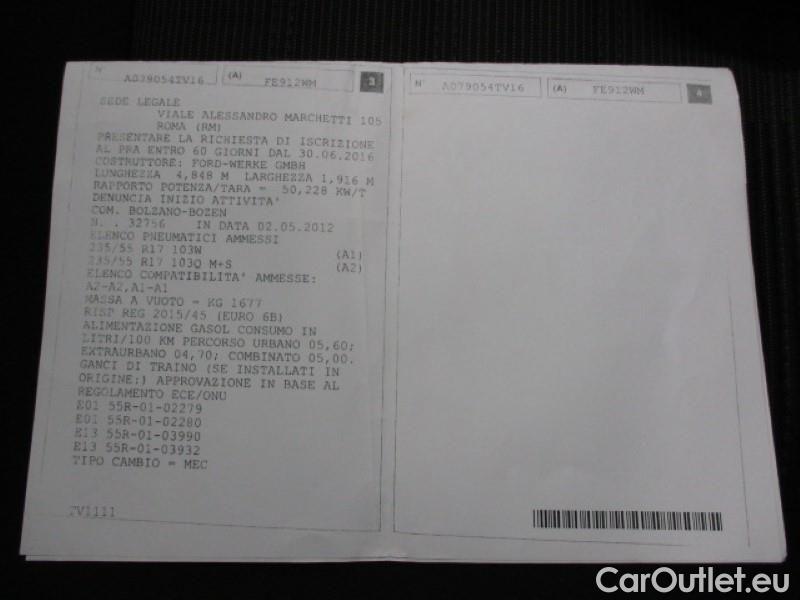 N° A079054TV16 (A) FE912WM 3
SEDE LEGALE
VIALE ALESSANDRO MARCHETTI 105
ROMA (RM)
PRESENTARE LA RICHIESTA DI ISCRIZIONE
AL PRA ENTRO 60 GIORNI DAL 30.06.2016
COSTRUTTORE: FORD-WERKE GMBH
LUNGHEZZA 4,848 M LARGHEZZA 1,916 M
RAPPORTO POTENZA/TARA = 50,228 KW/T
DENUNCIA INIZIO ATTIVITA'
COM. BOLZANO-BOZEN
N. . 32756 IN DATA 02.05.2012
ELENCO PNEUMATICI AMMESSI
235/55 R17 103W (A1)
235/55 R17 103Q M+S (A2)
ELENCO COMPATIBILITA' AMMESSE:
A2-A2,A1-A1
MASSA A VUOTO = KG 1677
RISP REG 2015/45 (EURO 6B)
ALIMENTAZIONE GASOL CONSUMO IN
LITRI/100 KM PERCORSO URBANO 05,60;
EXTRAURBANO 04,70; COMBINATO 05,00.
GANCI DI TRAINO (SE INSTALLATI IN
ORIGINE:) APPROVAZIONE IN BASE AL
REGOLAMENTO ECE/ONU
E01 55R-01-02279
E01 55R-01-02280
E13 55R-01-03990
E13 55R-01-03932
TIPO CAMBIO = MEC
TV1111
N° A079054TV16 (A) FE912WM 4
CarOutlet.eu